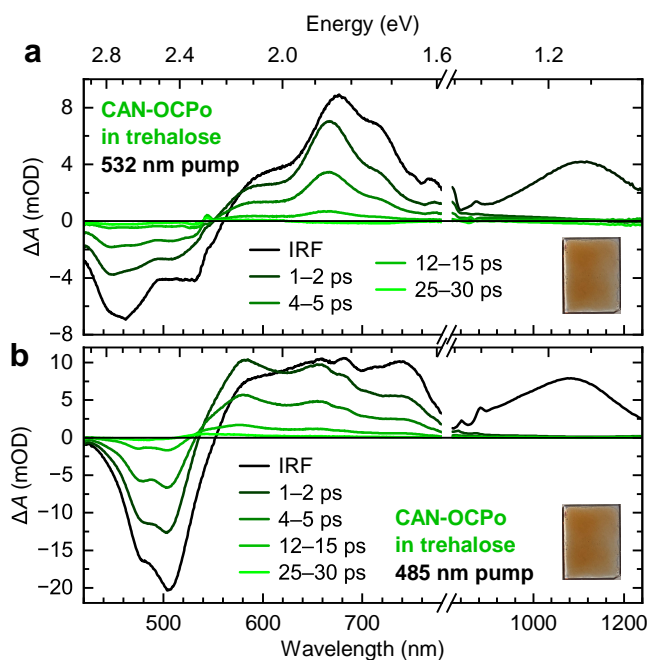 Energy (eV)
2.8 2.4 2.0 1.6 1.2
a
CAN-OCPo
in trehalose
532 nm pump
8
4
0
−4
−8
ΔA (mOD)
IRF
1–2 ps
4–5 ps
12–15 ps
25–30 ps
b
10
5
0
−5
−10
−15
−20
ΔA (mOD)
IRF
1–2 ps
4–5 ps
12–15 ps
25–30 ps
CAN-OCPo
in trehalose
485 nm pump
500 600 700 1000 1200
Wavelength (nm)